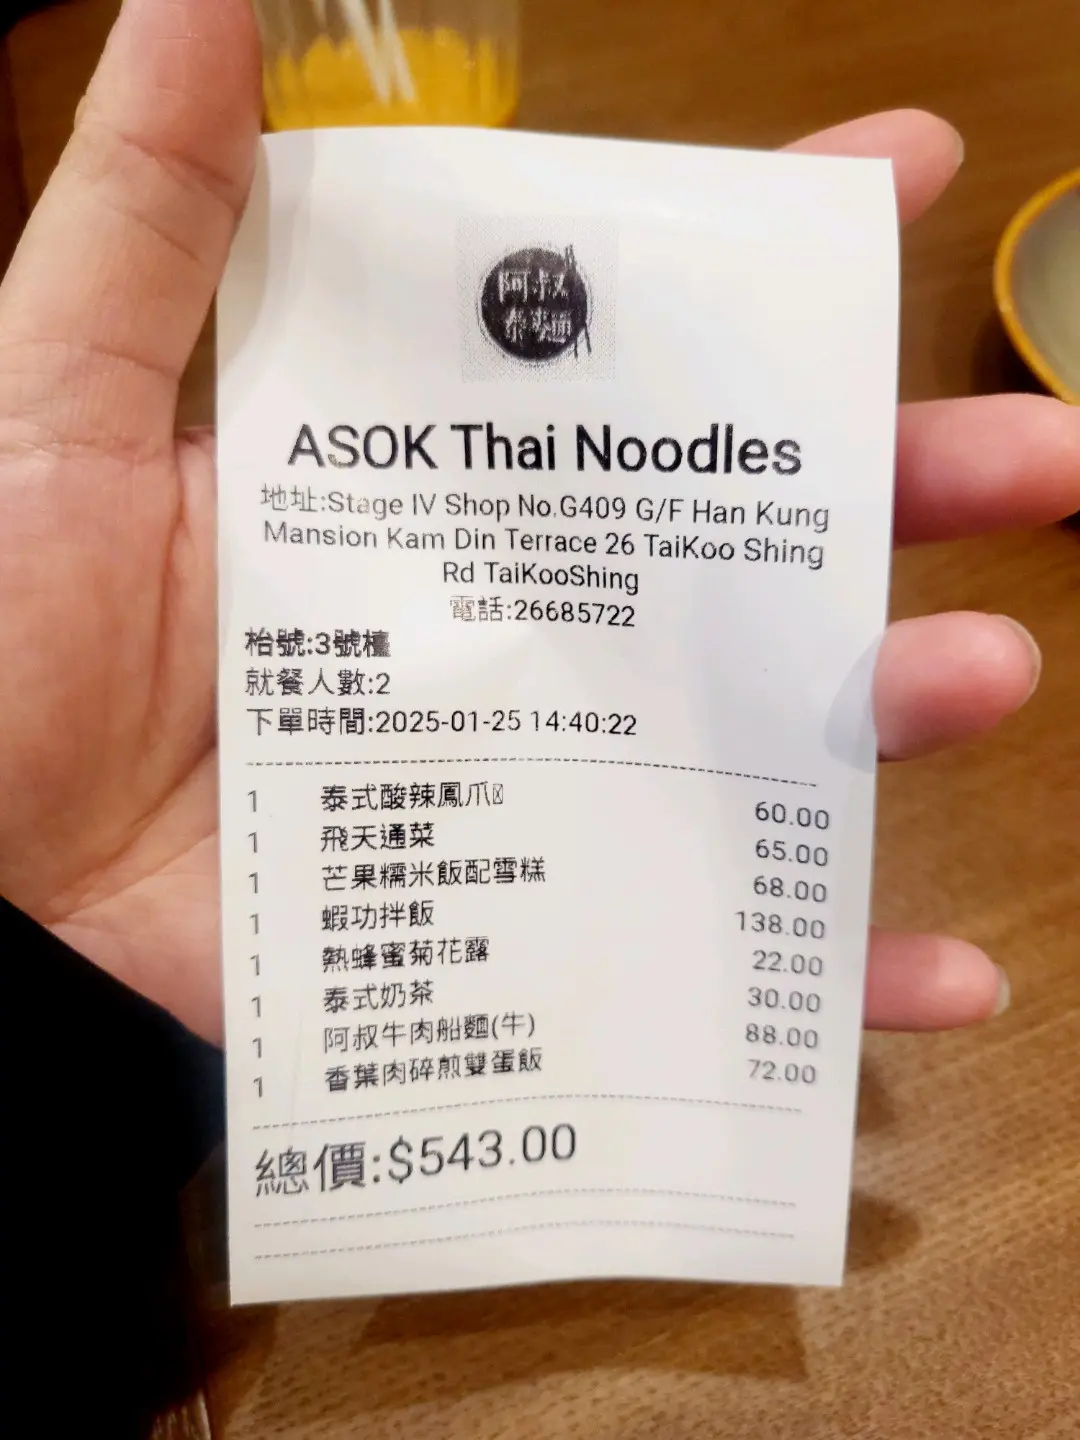 阿叔
泰麵
ASOK Thai Noodles
地址:Stage IV Shop No.G409 G/F Han Kung
Mansion Kam Din Terrace 26 TaiKoo Shing
Rd TaiKooShing
電話:26685722
枱號:3號檯
就餐人數:2
下單時間:2025-01-25 14:40:22
1 泰式酸辣鳳爪 60.00
1 飛天通菜 65.00
1 芒果糯米飯配雪糕 68.00
1 蝦功拌飯 138.00
1 熱蜂蜜菊花露 22.00
1 泰式奶茶 30.00
1 阿叔牛肉船麵(牛) 88.00
1 香葉肉碎煎雙蛋飯 72.00
總價:$543.00